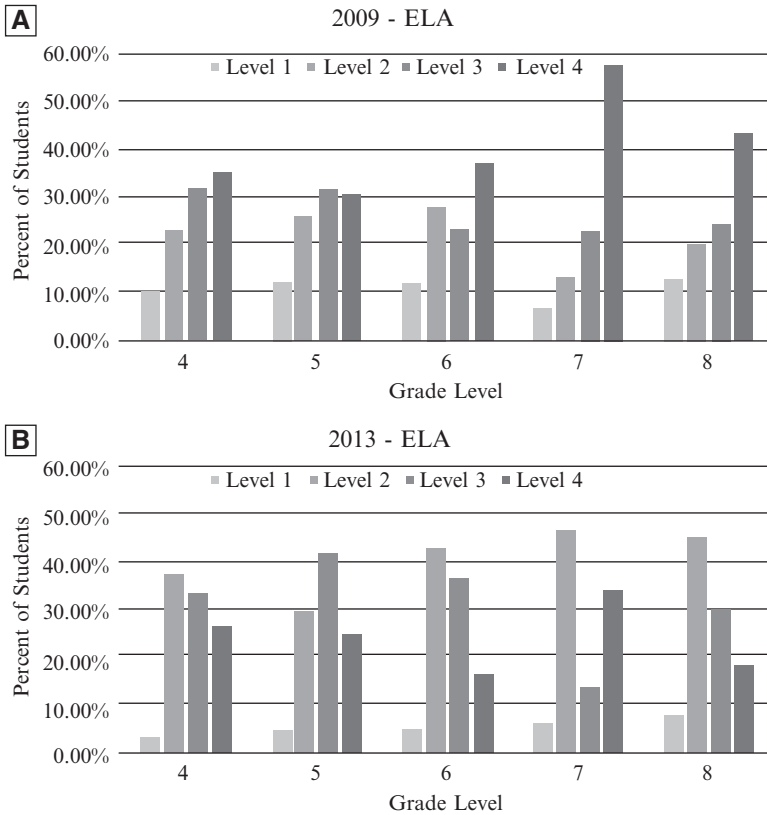 A
2009 - ELA
60.00%
Level 1 Level 2 Level 3 Level 4
50.00%
40.00%
30.00%
20.00%
10.00%
0.00%
Percent of Students
4 5 6 7 8
Grade Level
B
2013 - ELA
60.00%
Level 1 Level 2 Level 3 Level 4
50.00%
40.00%
30.00%
20.00%
10.00%
0.00%
Percent of Students
4 5 6 7 8
Grade Level